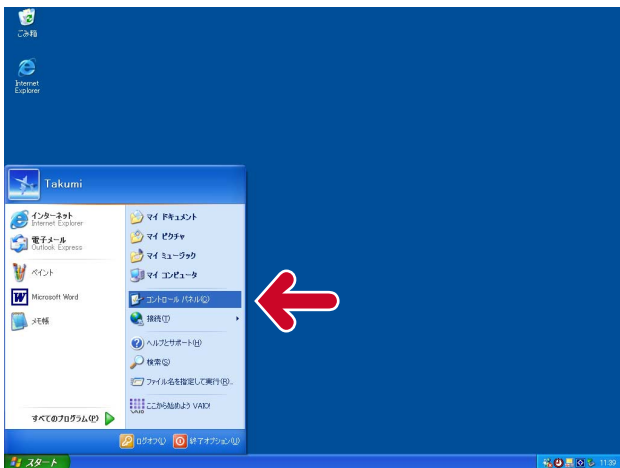 ごみ箱
Internet
Explorer
Takumi
インターネット
Internet Explorer
電子メール
Outlook Express
ペイント
Microsoft Word
メモ帳
すべてのプログラム(P)
マイ ドキュメント
マイ ピクチャ
マイ ミュージック
マイ コンピュータ
コントロール パネル(C)
接続(T)
ヘルプとサポート(H)
検索(S)
ファイル名を指定して実行(R)...
ここから始めよう VAIO!
ログオフ(L)
終了オプション(U)
スタート
11:39